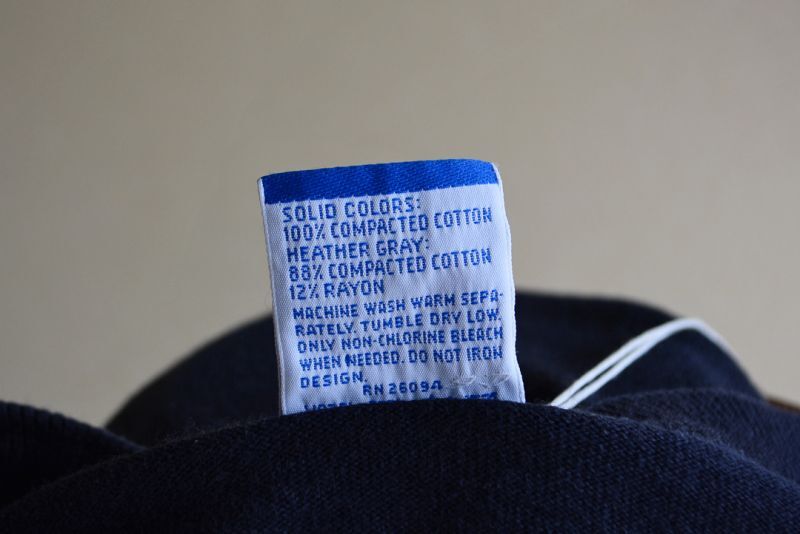 SOLID COLORS:
100% COMPACTED COTTON
HEATHER GRAY:
88% COMPACTED COTTON
12% RAYON
MACHINE WASH WARM SEPA-
RATELY. TUMBLE DRY LOW.
ONLY NON-CHLORINE BLEACH
WHEN NEEDED. DO NOT IRON
DESIGN.
RN 26094